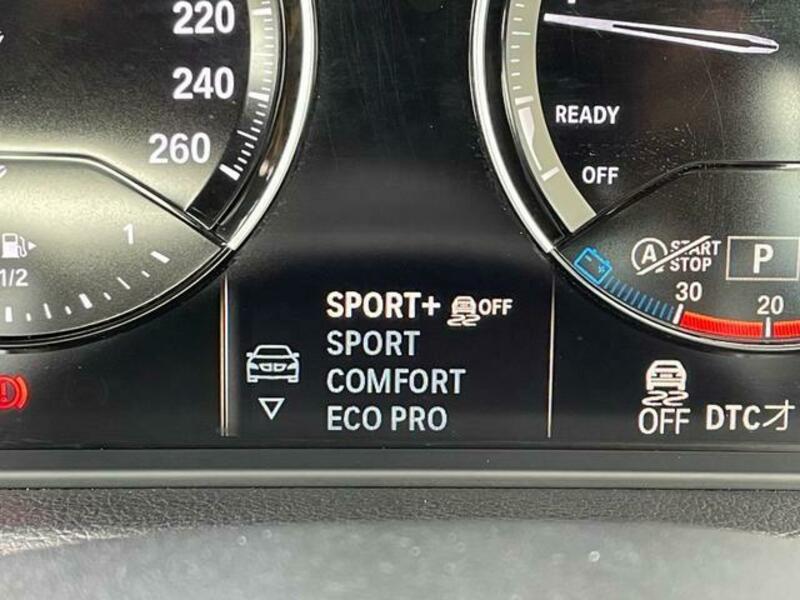 220
240
260
1
1/2
READY
OFF
A START
STOP
P
30
20
SPORT+ OFF
SPORT
COMFORT
ECO PRO
OFF DTCオ